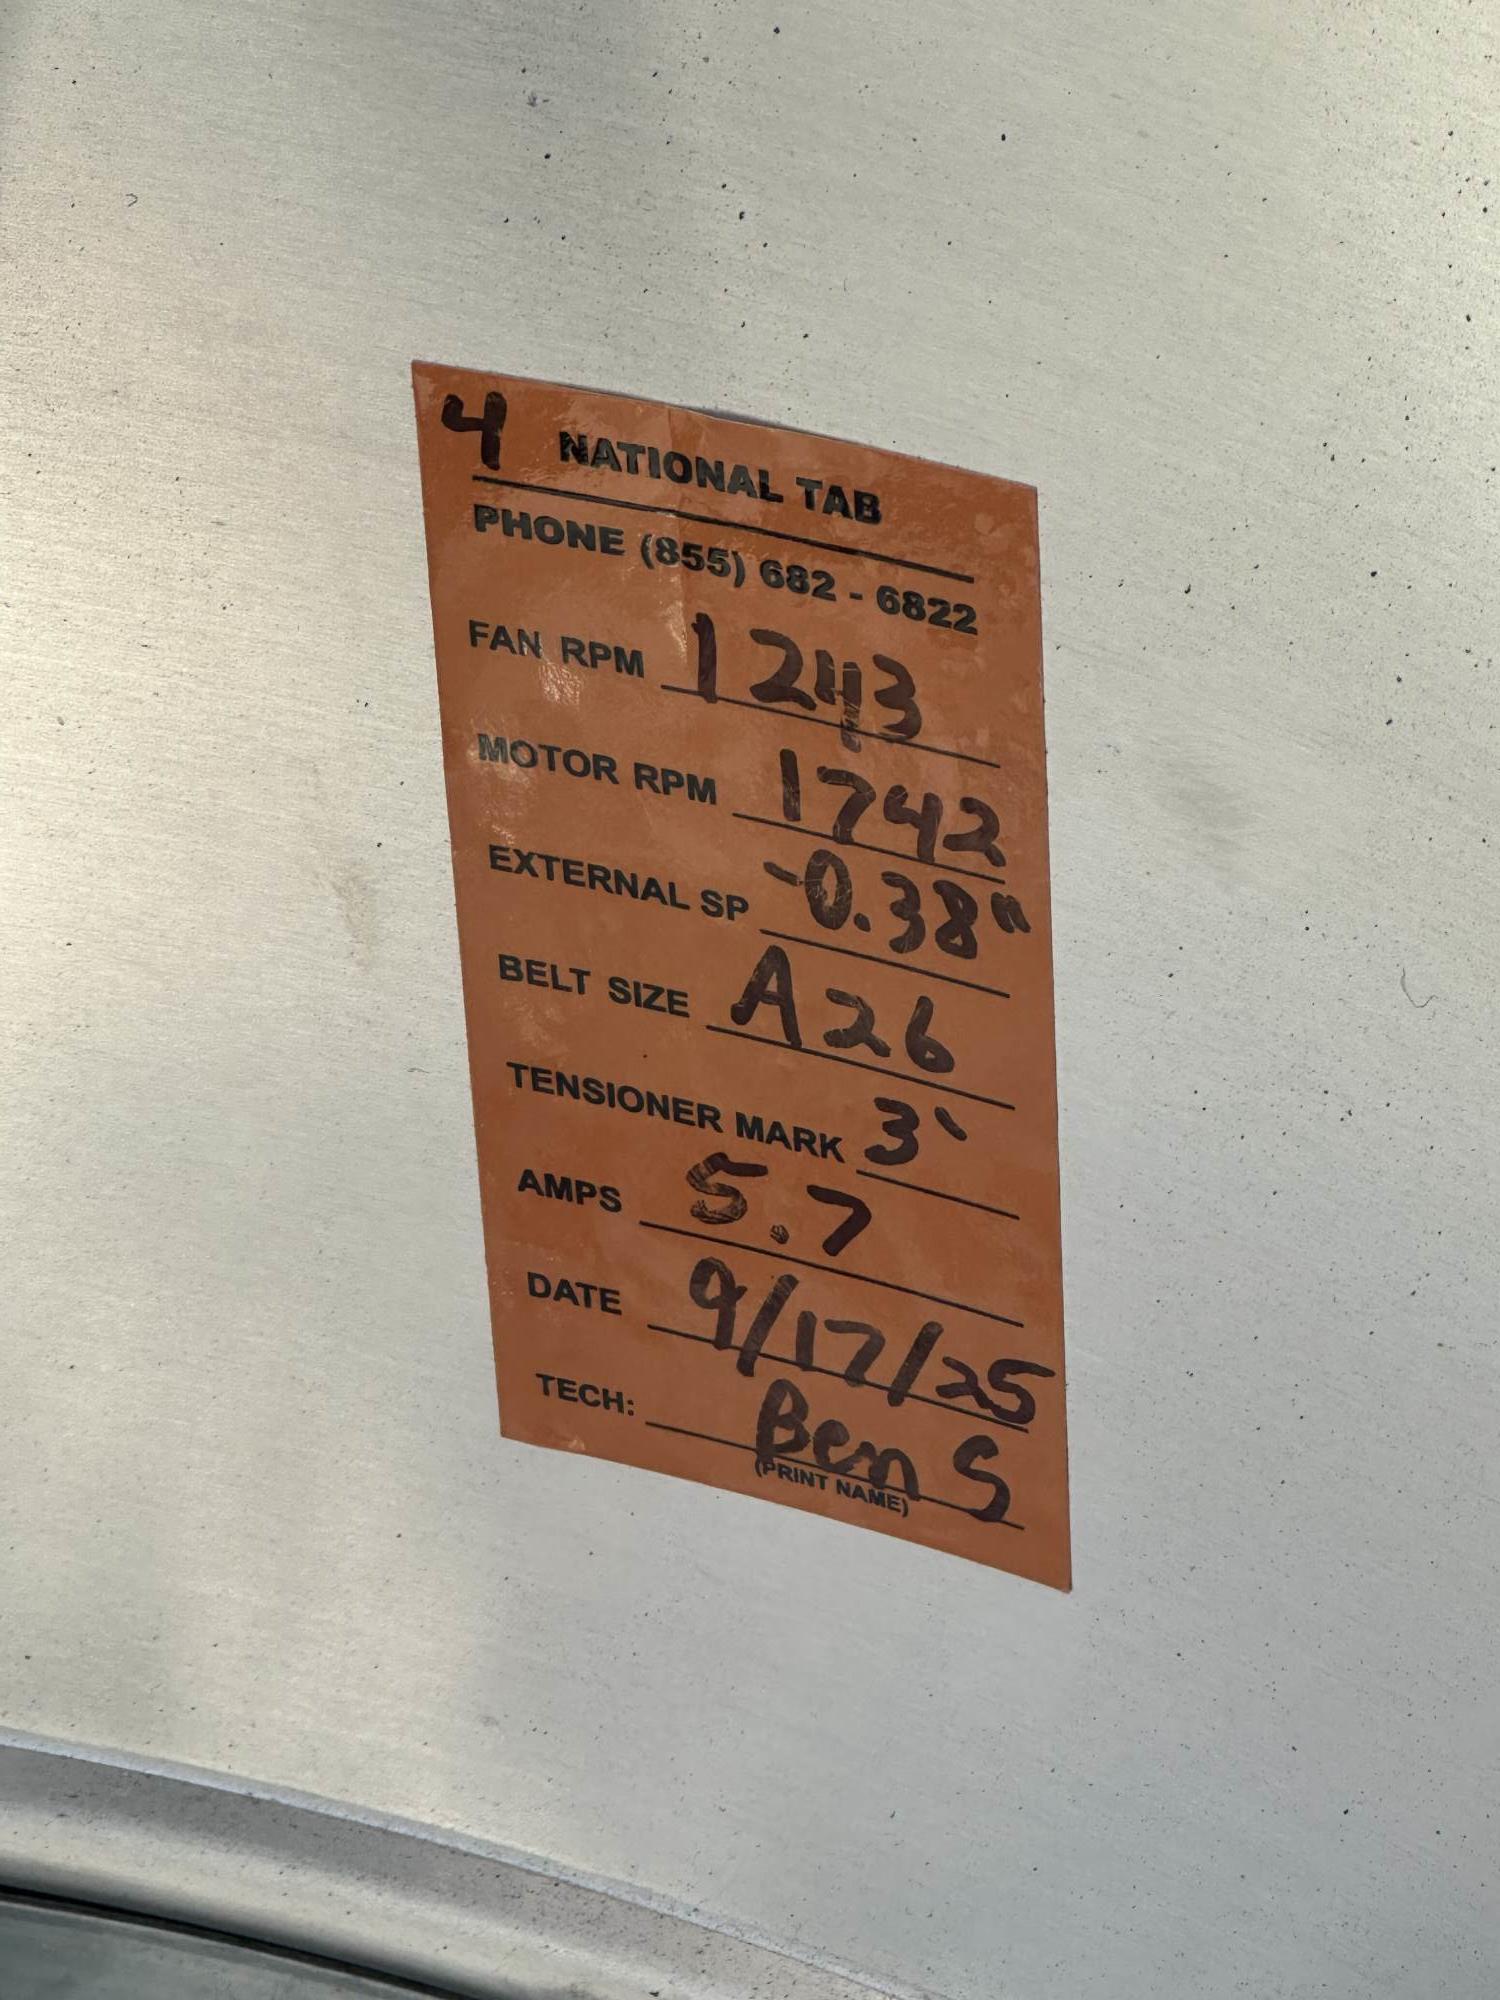 4 NATIONAL TAB
PHONE (855) 682 - 6822
FAN RPM 1243
MOTOR RPM 1742
EXTERNAL SP -0.38"
BELT SIZE A26
TENSIONER MARK 3'
AMPS 5.7
DATE 9/17/25
TECH: Ben S
(PRINT NAME)